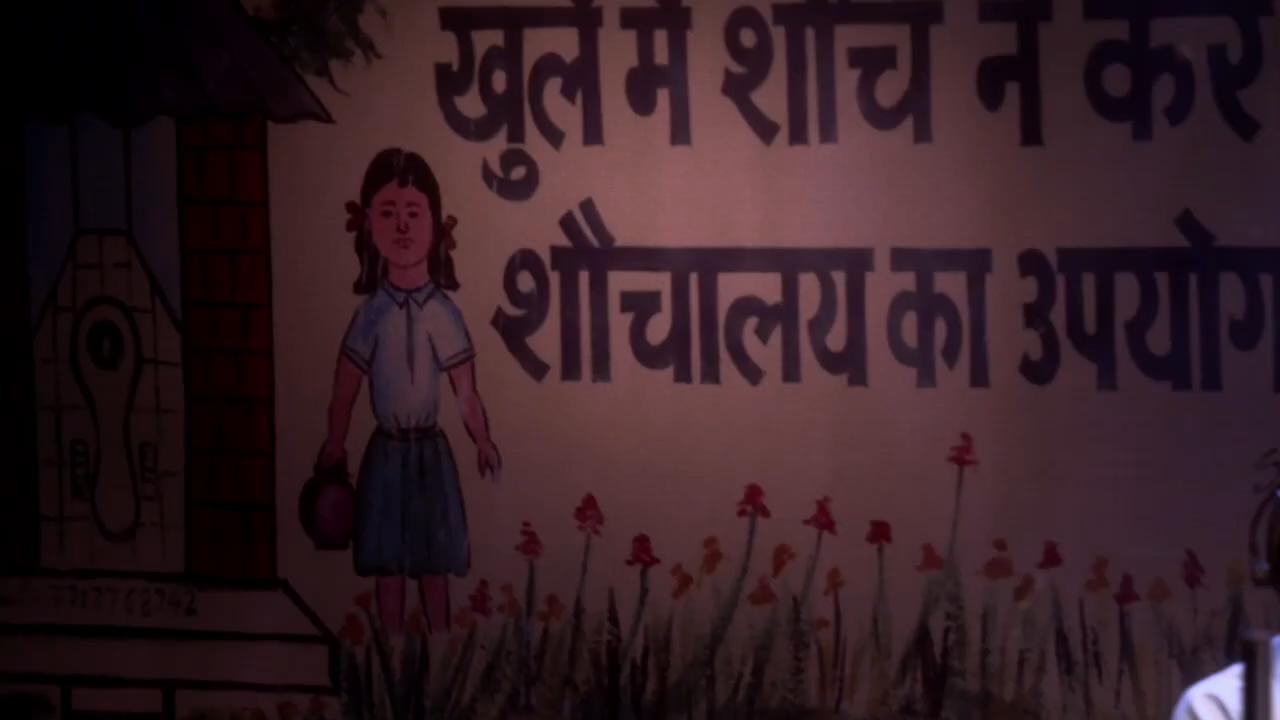 खुले में शौच न करें
शौचालय का उपयोग